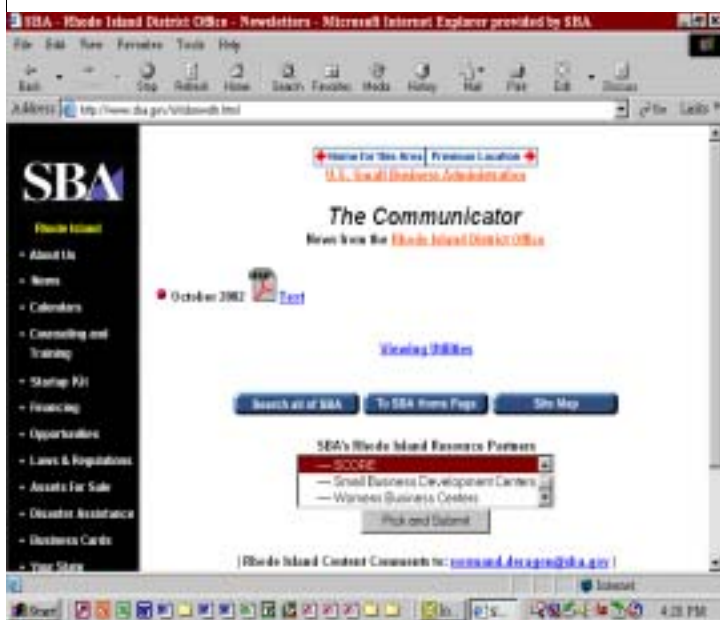 SBA - Rhode Island District Office - Newsletters - Microsoft Internet Explorer provided by SBA
File Edit View Favorites Tools Help
Back Stop Refresh Home Search Favorites Media History Mail Print Edit Discuss
Address Go Links
Home for this Area Previous Location
U.S. Small Business Administration
SBA
The Communicator
News from the Rhode Island District Office
Rhode Island
About Us
News
Calendars
Counseling and Training
Startup Kit
Financing
Opportunities
Laws & Regulations
Assets For Sale
Disaster Assistance
Business Cards
Your State
October 2002 Text
Viewing Utilities
Search all of SBA To SBA Home Page Site Map
SBA's Rhode Island Resource Partners
--- SCORE
--- Small Business Development Centers
--- Womens Business Centers
Pick and Submit
| Rhode Island Content Comments to: |
Internet
Start 4:28 PM